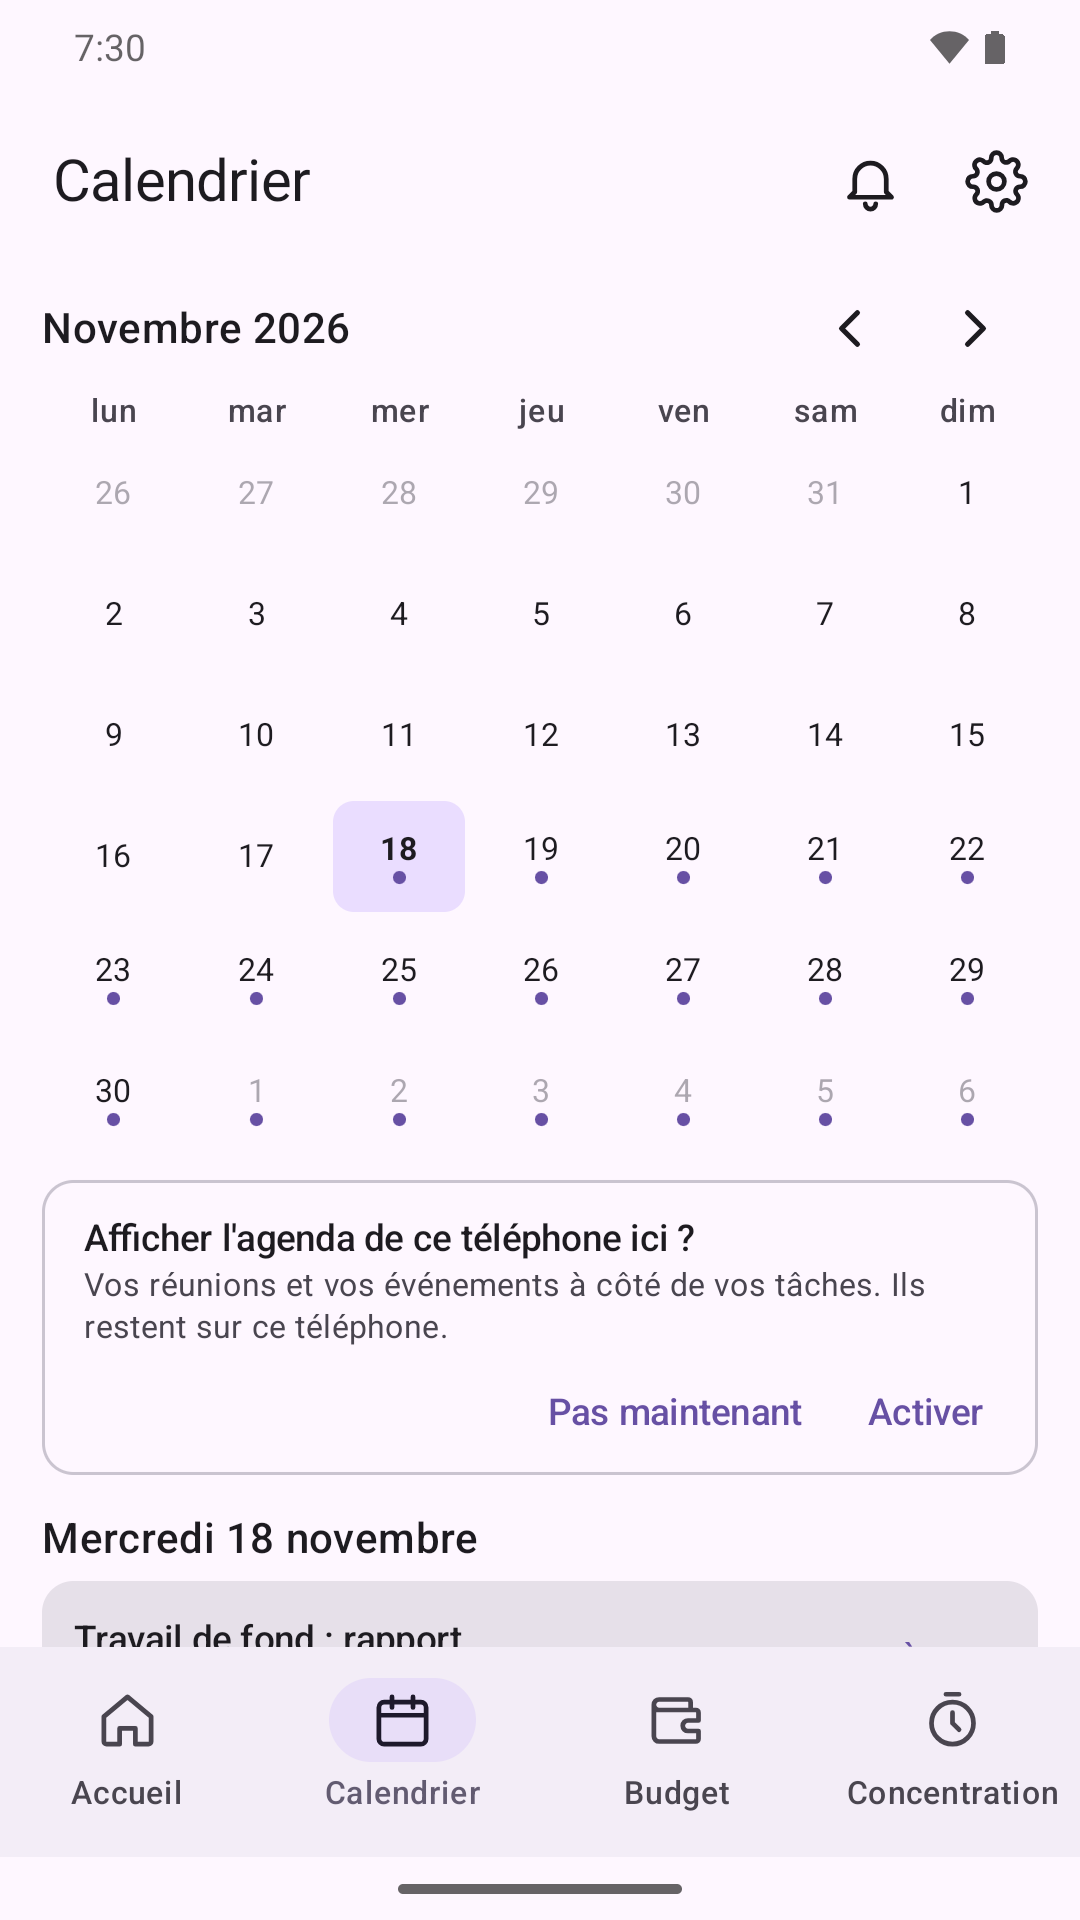 7:30
Calendrier
Novembre 2026
lun mar mer jeu ven sam dim
26 27 28 29 30 31 1
2 3 4 5 6 7 8
9 10 11 12 13 14 15
16 17 18 19 20 21 22
23 24 25 26 27 28 29
30 1 2 3 4 5 6
Afficher l'agenda de ce téléphone ici ?
Vos réunions et vos événements à côté de vos tâches. Ils
restent sur ce téléphone.
Pas maintenant Activer
Mercredi 18 novembre
Travail de fond : rapport
Accueil Calendrier Budget Concentration